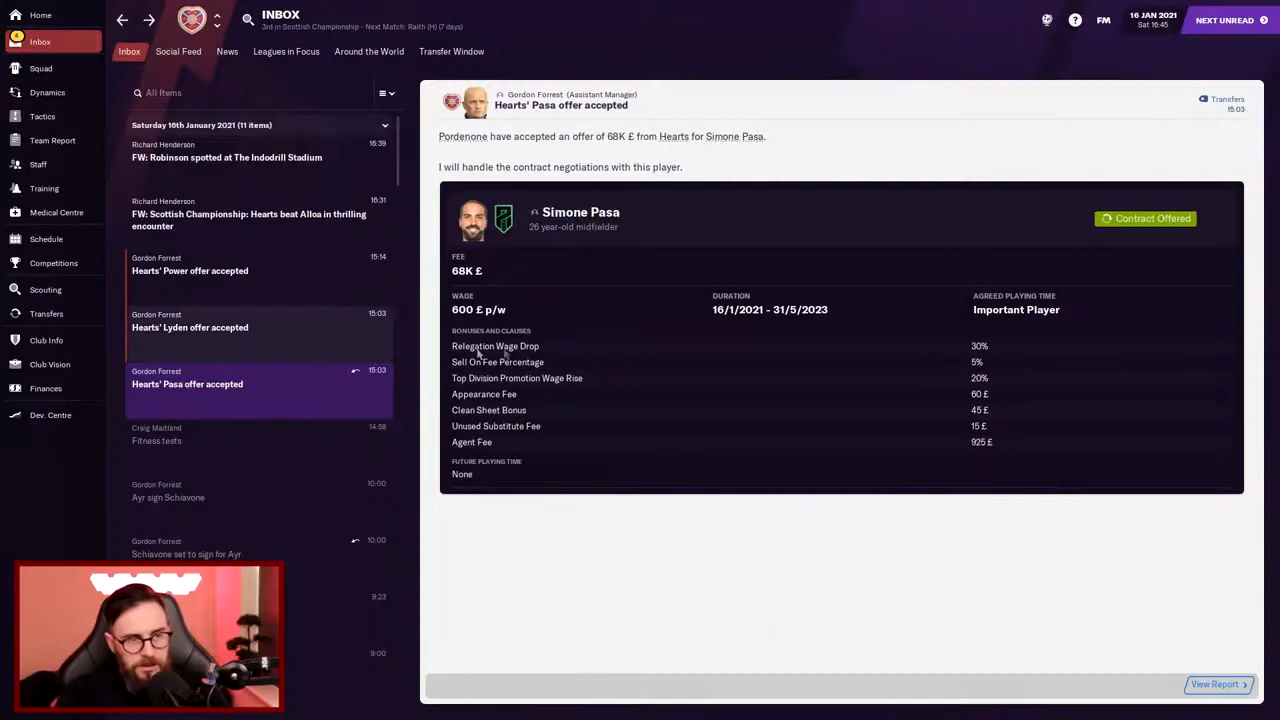 Home
INBOX
3rd in Scottish Championship - Next Match: Raith (H) (7 days)
FM
16 JAN 2021
Sat 16:45
NEXT UNREAD
4
Inbox
Squad
Dynamics
Tactics
Team Report
Staff
Training
Medical Centre
Schedule
Competitions
Scouting
Transfers
Club Info
Club Vision
Finances
Dev. Centre
Inbox Social Feed News Leagues in Focus Around the World Transfer Window
All Items
Saturday 16th January 2021 (11 items)
Richard Henderson 16:39
FW: Robinson spotted at The Indodrill Stadium
Richard Henderson 16:31
FW: Scottish Championship: Hearts beat Alloa in thrilling
encounter
Gordon Forrest 15:14
Hearts' Power offer accepted
Gordon Forrest 15:03
Hearts' Lyden offer accepted
Gordon Forrest 15:03
Hearts' Pasa offer accepted
Craig Maitland 14:58
Fitness tests
Gordon Forrest 10:00
Ayr sign Schiavone
Gordon Forrest 10:00
Schiavone set to sign for Ayr
9:23
9:00
Gordon Forrest (Assistant Manager)
Hearts' Pasa offer accepted
Transfers
15:03
Pordenone have accepted an offer of 68K £ from Hearts for Simone Pasa.
I will handle the contract negotiations with this player.
Simone Pasa
26 year-old midfielder
Contract Offered
FEE
68K £
WAGE DURATION AGREED PLAYING TIME
600 £ p/w 16/1/2021 - 31/5/2023 Important Player
BONUSES AND CLAUSES
Relegation Wage Drop 30%
Sell On Fee Percentage 5%
Top Division Promotion Wage Rise 20%
Appearance Fee 60 £
Clean Sheet Bonus 45 £
Unused Substitute Fee 15 £
Agent Fee 925 £
FUTURE PLAYING TIME
None
View Report